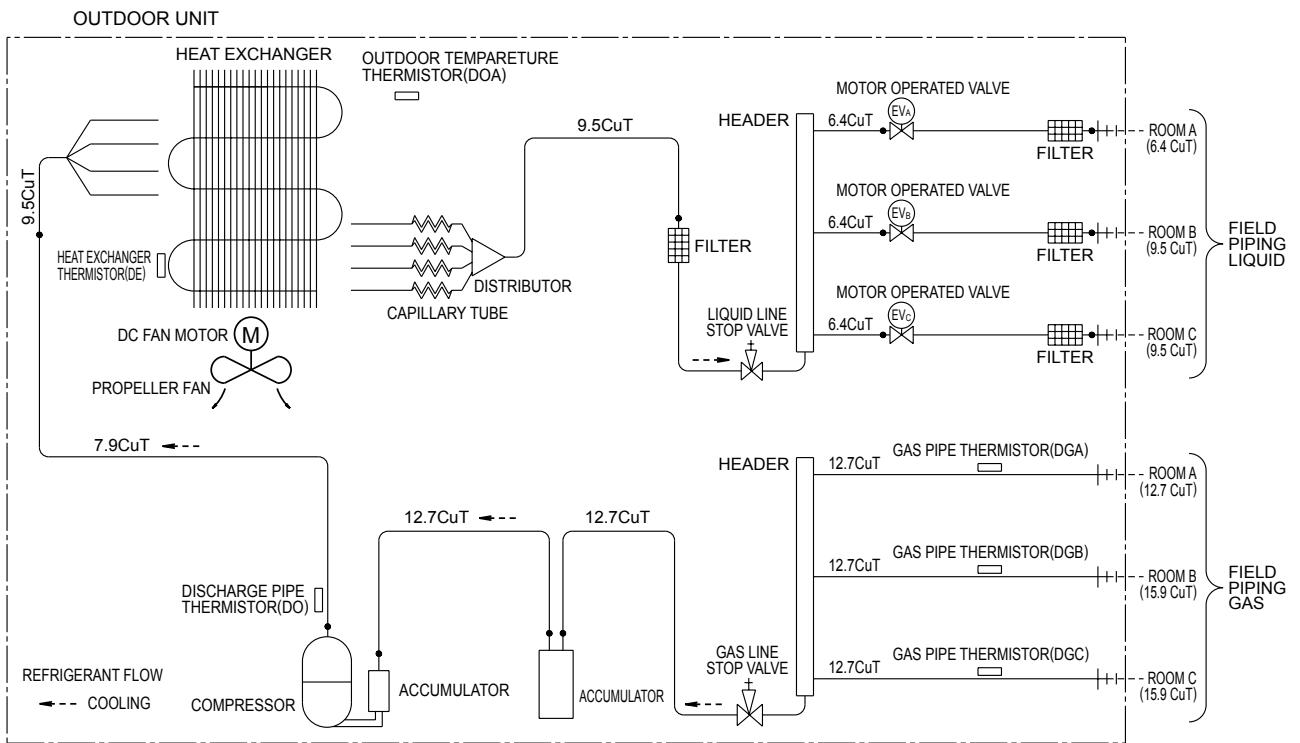 OUTDOOR UNIT
HEAT EXCHANGER
OUTDOOR TEMPARETURE
THERMISTOR(DOA)
9.5CuT
HEAT EXCHANGER
THERMISTOR(DE)
DC FAN MOTOR
M
PROPELLER FAN
CAPILLARY TUBE
DISTRIBUTOR
9.5CuT
FILTER
LIQUID LINE
STOP VALVE
HEADER
MOTOR OPERATED VALVE
6.4CuT
EVA
FILTER
ROOM A
(6.4 CuT)
MOTOR OPERATED VALVE
6.4CuT
EVB
FILTER
ROOM B
(9.5 CuT)
MOTOR OPERATED VALVE
6.4CuT
EVC
FILTER
ROOM C
(9.5 CuT)
FIELD
PIPING
LIQUID
7.9CuT
DISCHARGE PIPE
THERMISTOR(DO)
COMPRESSOR
ACCUMULATOR
12.7CuT
ACCUMULATOR
12.7CuT
GAS LINE
STOP VALVE
HEADER
12.7CuT
GAS PIPE THERMISTOR(DGA)
ROOM A
(12.7 CuT)
12.7CuT
GAS PIPE THERMISTOR(DGB)
ROOM B
(15.9 CuT)
12.7CuT
GAS PIPE THERMISTOR(DGC)
ROOM C
(15.9 CuT)
FIELD
PIPING
GAS
REFRIGERANT FLOW
COOLING